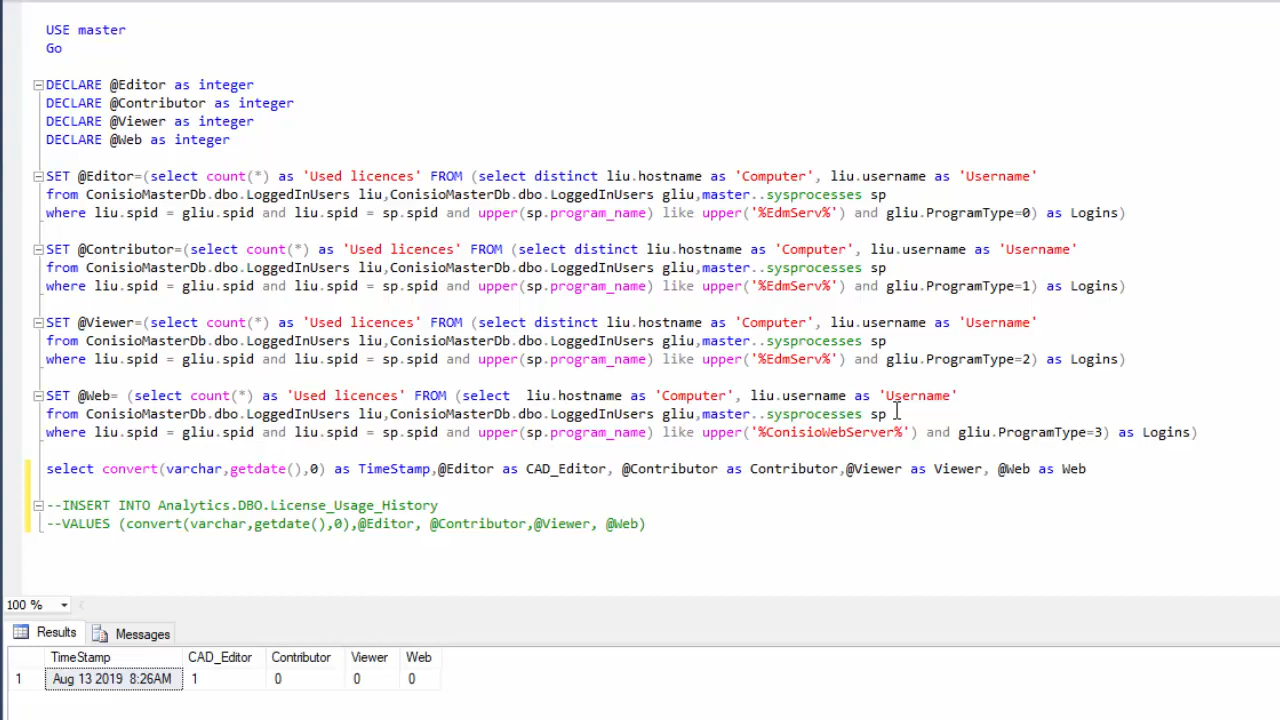 USE master
Go
DECLARE @Editor as integer
DECLARE @Contributor as integer
DECLARE @Viewer as integer
DECLARE @Web as integer
SET @Editor=(select count(*) as 'Used licences' FROM (select distinct liu.hostname as 'Computer', liu.username as 'Username'
from ConisioMasterDb.dbo.LoggedInUsers liu,ConisioMasterDb.dbo.LoggedInUsers gliu,master..sysprocesses sp
where liu.spid = gliu.spid and liu.spid = sp.spid and upper(sp.program_name) like upper('%EdmServ%') and gliu.ProgramType=0) as Logins)
SET @Contributor=(select count(*) as 'Used licences' FROM (select distinct liu.hostname as 'Computer', liu.username as 'Username'
from ConisioMasterDb.dbo.LoggedInUsers liu,ConisioMasterDb.dbo.LoggedInUsers gliu,master..sysprocesses sp
where liu.spid = gliu.spid and liu.spid = sp.spid and upper(sp.program_name) like upper('%EdmServ%') and gliu.ProgramType=1) as Logins)
SET @Viewer=(select count(*) as 'Used licences' FROM (select distinct liu.hostname as 'Computer', liu.username as 'Username'
from ConisioMasterDb.dbo.LoggedInUsers liu,ConisioMasterDb.dbo.LoggedInUsers gliu,master..sysprocesses sp
where liu.spid = gliu.spid and liu.spid = sp.spid and upper(sp.program_name) like upper('%EdmServ%') and gliu.ProgramType=2) as Logins)
SET @Web= (select count(*) as 'Used licences' FROM (select  liu.hostname as 'Computer', liu.username as 'Username'
from ConisioMasterDb.dbo.LoggedInUsers liu,ConisioMasterDb.dbo.LoggedInUsers gliu,master..sysprocesses sp
where liu.spid = gliu.spid and liu.spid = sp.spid and upper(sp.program_name) like upper('%ConisioWebServer%') and gliu.ProgramType=3) as Logins)
select convert(varchar,getdate(),0) as TimeStamp,@Editor as CAD_Editor, @Contributor as Contributor,@Viewer as Viewer, @Web as Web
--INSERT INTO Analytics.DBO.License_Usage_History
--VALUES (convert(varchar,getdate(),0),@Editor, @Contributor,@Viewer, @Web)
100 %
Results Messages
TimeStamp CAD_Editor Contributor Viewer Web
1 Aug 13 2019 8:26AM 1 0 0 0